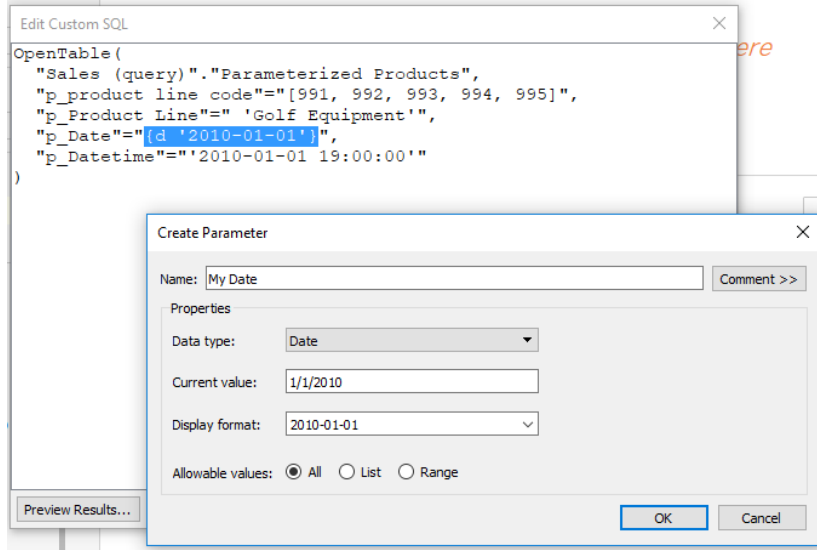 Edit Custom SQL
ere
OpenTable(
"Sales (query)"."Parameterized Products",
"p_product line code"="[991, 992, 993, 994, 995]",
"p_Product Line"=" 'Golf Equipment'",
"p_Date"="{d '2010-01-01'}",
"p_Datetime"="'2010-01-01 19:00:00'"
)
Create Parameter
Name: My Date Comment >>
Properties
Data type: Date
Current value: 1/1/2010
Display format: 2010-01-01
Allowable values: All List Range
Preview Results...
OK Cancel